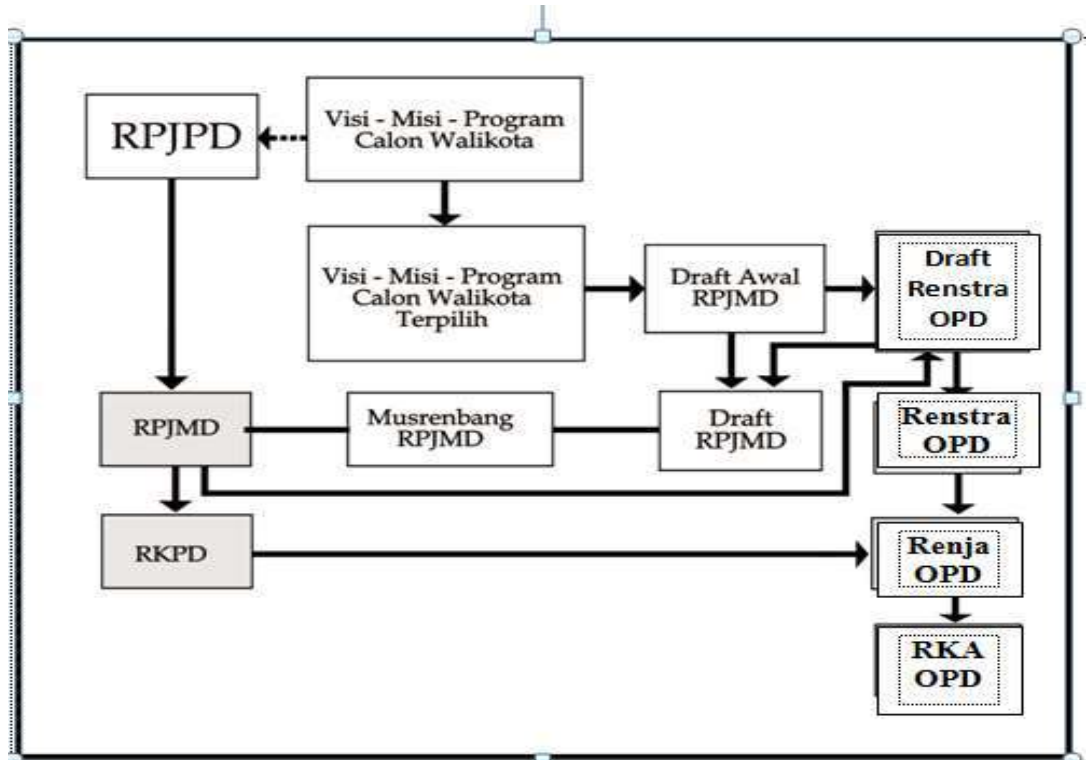 RPJPD
Visi - Misi - Program
Calon Walikota
Visi - Misi - Program
Calon Walikota
Terpilih
Draft Awal
RPJMD
Draft
Renstra
OPD
RPJMD
Musrenbang
RPJMD
Draft
RPJMD
Renstra
OPD
RKPD
Renja
OPD
RKA
OPD